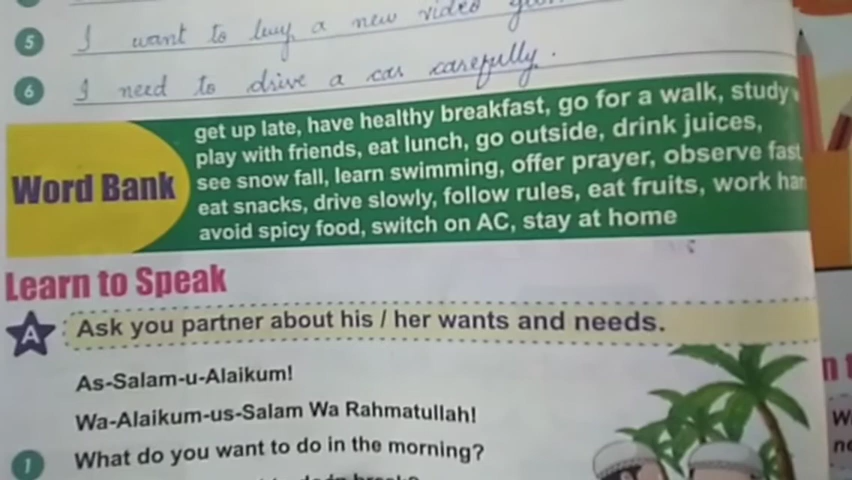 5 I want to buy a new video
6 I need to drive a car carefully.
Word Bank
get up late, have healthy breakfast, go for a walk, study
play with friends, eat lunch, go outside, drink juices,
see snow fall, learn swimming, offer prayer, observe fast
eat snacks, drive slowly, follow rules, eat fruits, work
avoid spicy food, switch on AC, stay at home
Learn to Speak
A Ask you partner about his / her wants and needs.
As-Salam-u-Alaikum!
Wa-Alaikum-us-Salam Wa Rahmatullah!
1 What do you want to do in the morning?